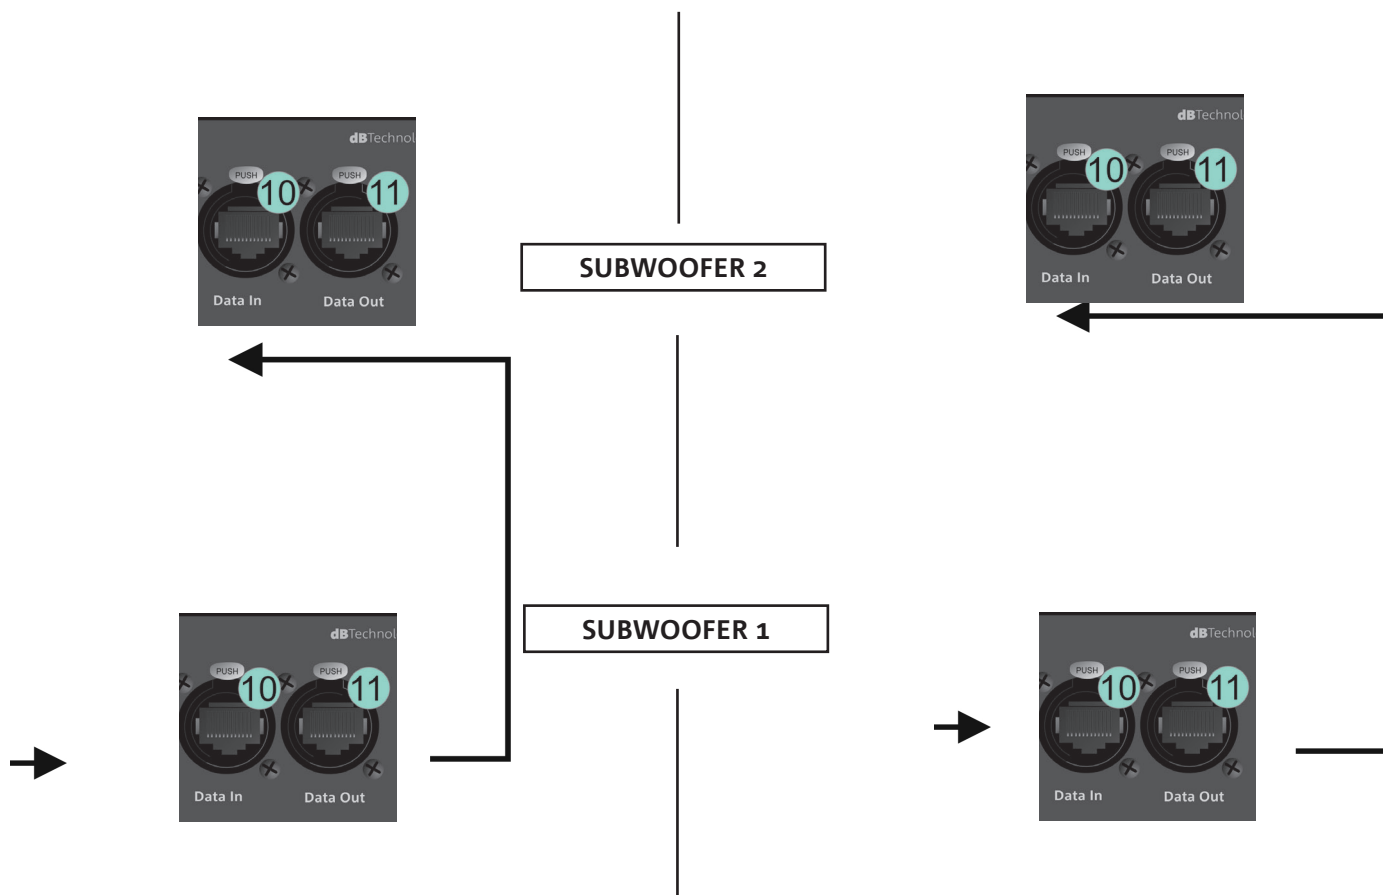 dBTechnol
PUSH 10 PUSH 11
Data In Data Out
dBTechnol
PUSH 10 PUSH 11
Data In Data Out
SUBWOOFER 2
SUBWOOFER 1
dBTechnol
PUSH 10 PUSH 11
Data In Data Out
dBTechnol
PUSH 10 PUSH 11
Data In Data Out